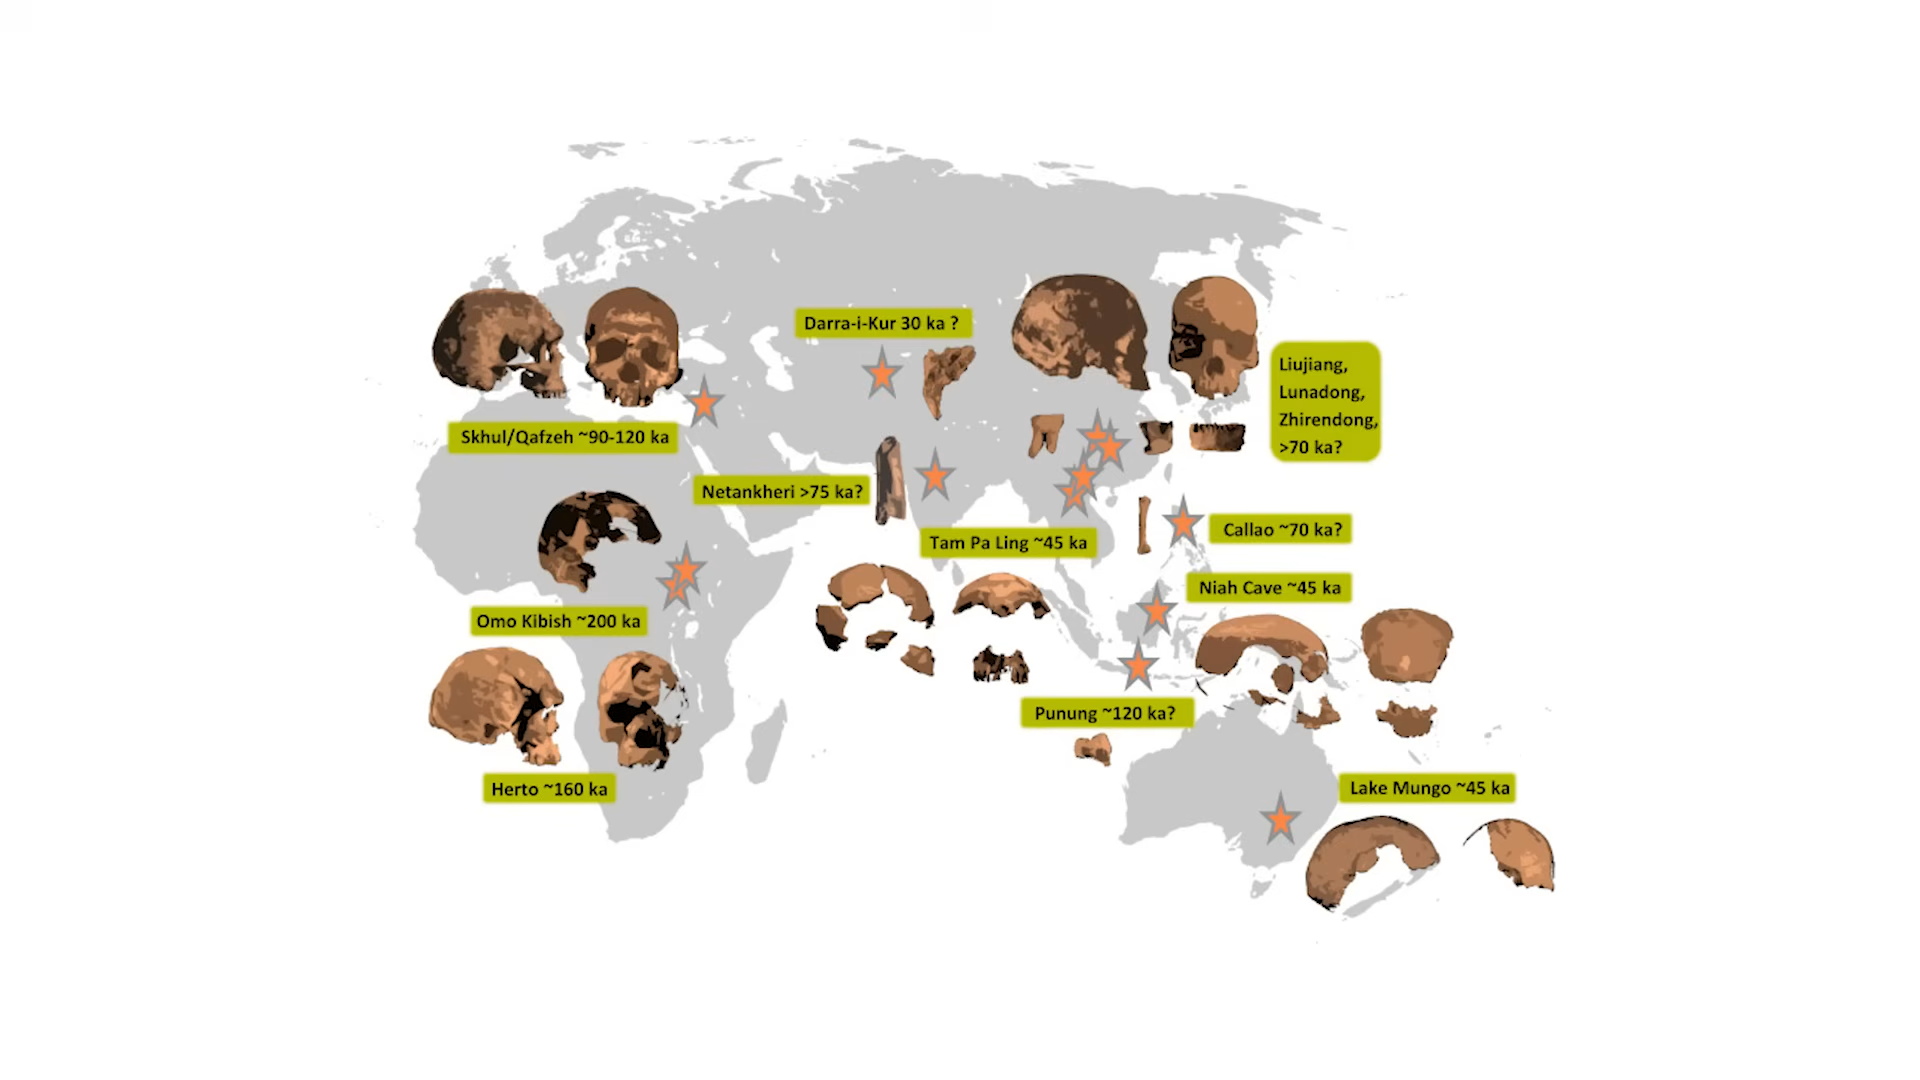 Darra-i-Kur 30 ka ?
Liujiang,
Lunadong,
Zhirendong,
>70 ka?
Skhul/Qafzeh ~90-120 ka
Netankheri >75 ka?
Callao ~70 ka?
Tam Pa Ling ~45 ka
Niah Cave ~45 ka
Omo Kibish ~200 ka
Punung ~120 ka?
Herto ~160 ka
Lake Mungo ~45 ka